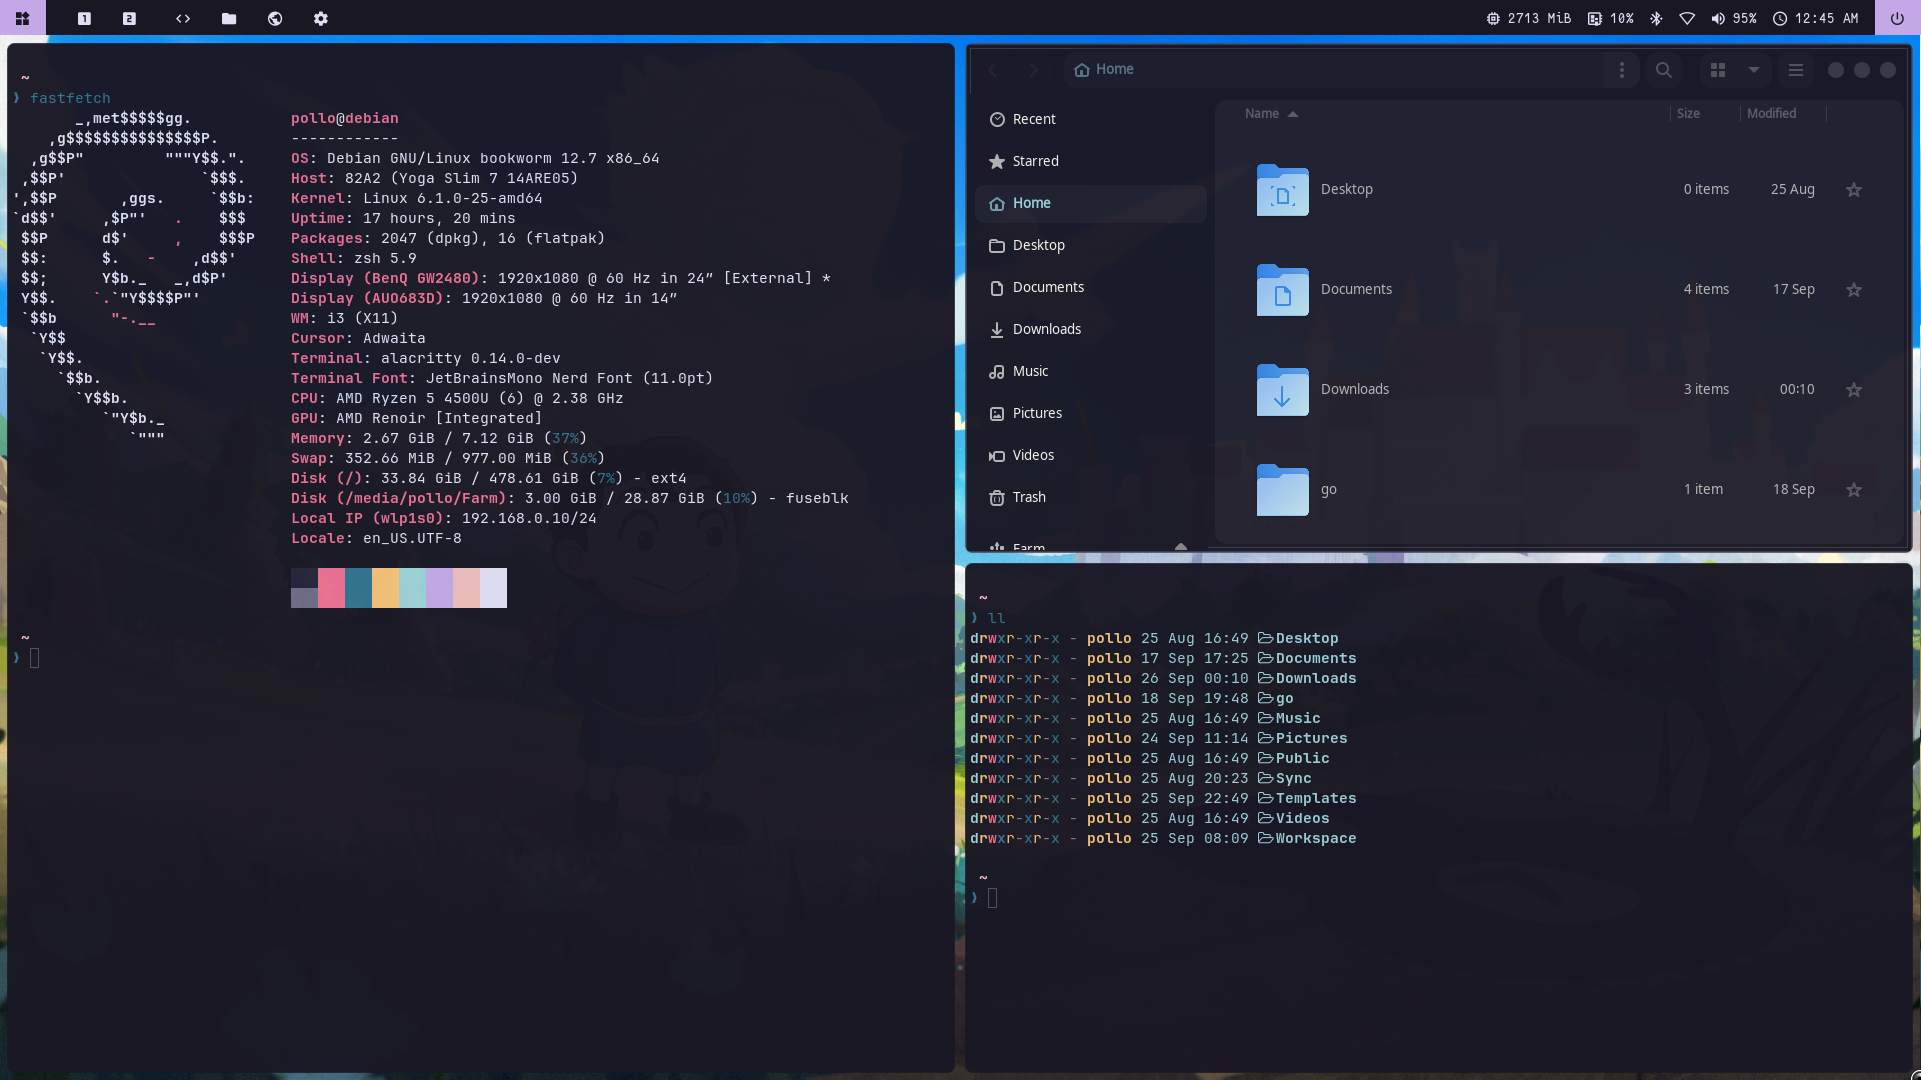 1 2 2713 MiB 10% 95% 12:45 AM
~
❯ fastfetch
_,met$$$$$gg.
,g$$$$$$$$$$$$$$$P.
,g$$P"         """Y$$.".
,$$P'               `$$$.
',$$P       ,ggs.     `$$b:
`d$$'     ,$P"'   .    $$$
$$P      d$'     ,    $$$P
$$:      $.   -    ,d$$'
$$;      Y$b._   _,d$P'
Y$$.    `.`"Y$$$$P"'
`$$b      "-.__
`Y$$
`Y$$.
`$$b.
`Y$$b.
`"Y$b._
`"""
pollo@debian
------------
OS: Debian GNU/Linux bookworm 12.7 x86_64
Host: 82A2 (Yoga Slim 7 14ARE05)
Kernel: Linux 6.1.0-25-amd64
Uptime: 17 hours, 20 mins
Packages: 2047 (dpkg), 16 (flatpak)
Shell: zsh 5.9
Display (BenQ GW2480): 1920x1080 @ 60 Hz in 24″ [External] *
Display (AUO683D): 1920x1080 @ 60 Hz in 14″
WM: i3 (X11)
Cursor: Adwaita
Terminal: alacritty 0.14.0-dev
Terminal Font: JetBrainsMono Nerd Font (11.0pt)
CPU: AMD Ryzen 5 4500U (6) @ 2.38 GHz
GPU: AMD Renoir [Integrated]
Memory: 2.67 GiB / 7.12 GiB (37%)
Swap: 352.66 MiB / 977.00 MiB (36%)
Disk (/): 33.84 GiB / 478.61 GiB (7%) - ext4
Disk (/media/pollo/Farm): 3.00 GiB / 28.87 GiB (10%) - fuseblk
Local IP (wlp1s0): 192.168.0.10/24
Locale: en_US.UTF-8
~
❯
Home
Recent
Starred
Home
Desktop
Documents
Downloads
Music
Pictures
Videos
Trash
Farm
Name Size Modified
Desktop 0 items 25 Aug
Documents 4 items 17 Sep
Downloads 3 items 00:10
go 1 item 18 Sep
~
❯ ll
drwxr-xr-x - pollo 25 Aug 16:49 Desktop
drwxr-xr-x - pollo 17 Sep 17:25 Documents
drwxr-xr-x - pollo 26 Sep 00:10 Downloads
drwxr-xr-x - pollo 18 Sep 19:48 go
drwxr-xr-x - pollo 25 Aug 16:49 Music
drwxr-xr-x - pollo 24 Sep 11:14 Pictures
drwxr-xr-x - pollo 25 Aug 16:49 Public
drwxr-xr-x - pollo 25 Aug 20:23 Sync
drwxr-xr-x - pollo 25 Sep 22:49 Templates
drwxr-xr-x - pollo 25 Aug 16:49 Videos
drwxr-xr-x - pollo 25 Sep 08:09 Workspace
~
❯